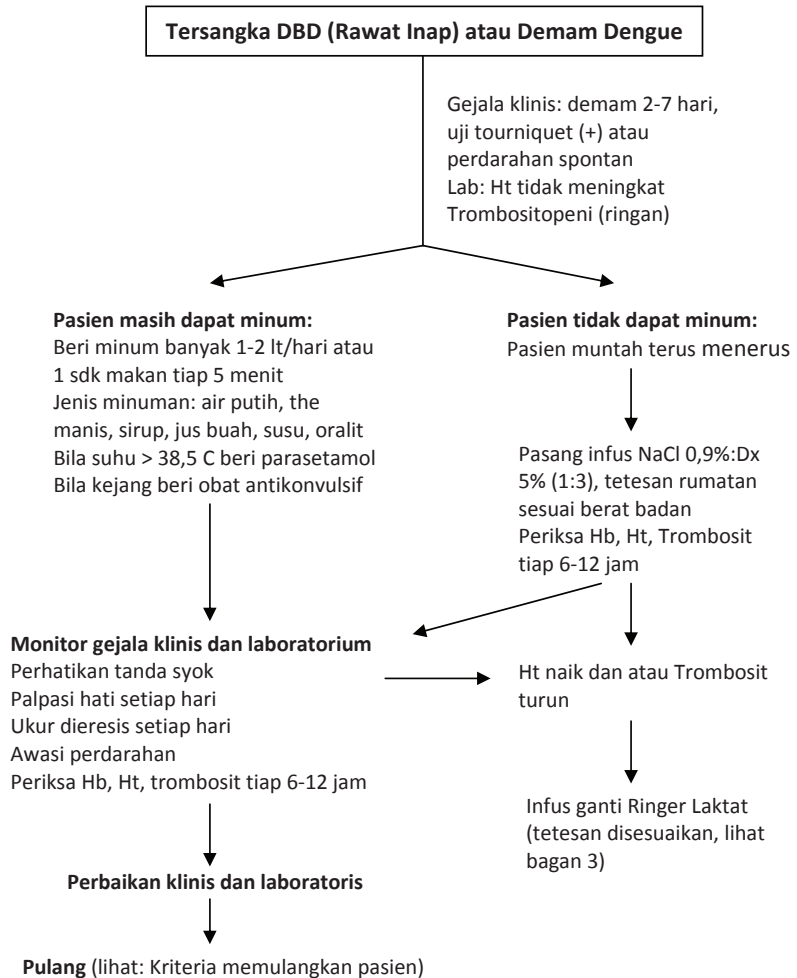 Tersangka DBD (Rawat Inap) atau Demam Dengue
Gejala klinis: demam 2-7 hari,
uji tourniquet (+) atau
perdarahan spontan
Lab: Ht tidak meningkat
Trombositopeni (ringan)
Pasien masih dapat minum:
Beri minum banyak 1-2 lt/hari atau
1 sdk makan tiap 5 menit
Jenis minuman: air putih, the
manis, sirup, jus buah, susu, oralit
Bila suhu > 38,5 C beri parasetamol
Bila kejang beri obat antikonvulsif
Pasien tidak dapat minum:
Pasien muntah terus menerus
Pasang infus NaCl 0,9%:Dx
5% (1:3), tetesan rumatan
sesuai berat badan
Periksa Hb, Ht, Trombosit
tiap 6-12 jam
Monitor gejala klinis dan laboratorium
Perhatikan tanda syok
Palpasi hati setiap hari
Ukur dieresis setiap hari
Awasi perdarahan
Periksa Hb, Ht, trombosit tiap 6-12 jam
Ht naik dan atau Trombosit
turun
Infus ganti Ringer Laktat
(tetesan disesuaikan, lihat
bagan 3)
Perbaikan klinis dan laboratoris
Pulang (lihat: Kriteria memulangkan pasien)